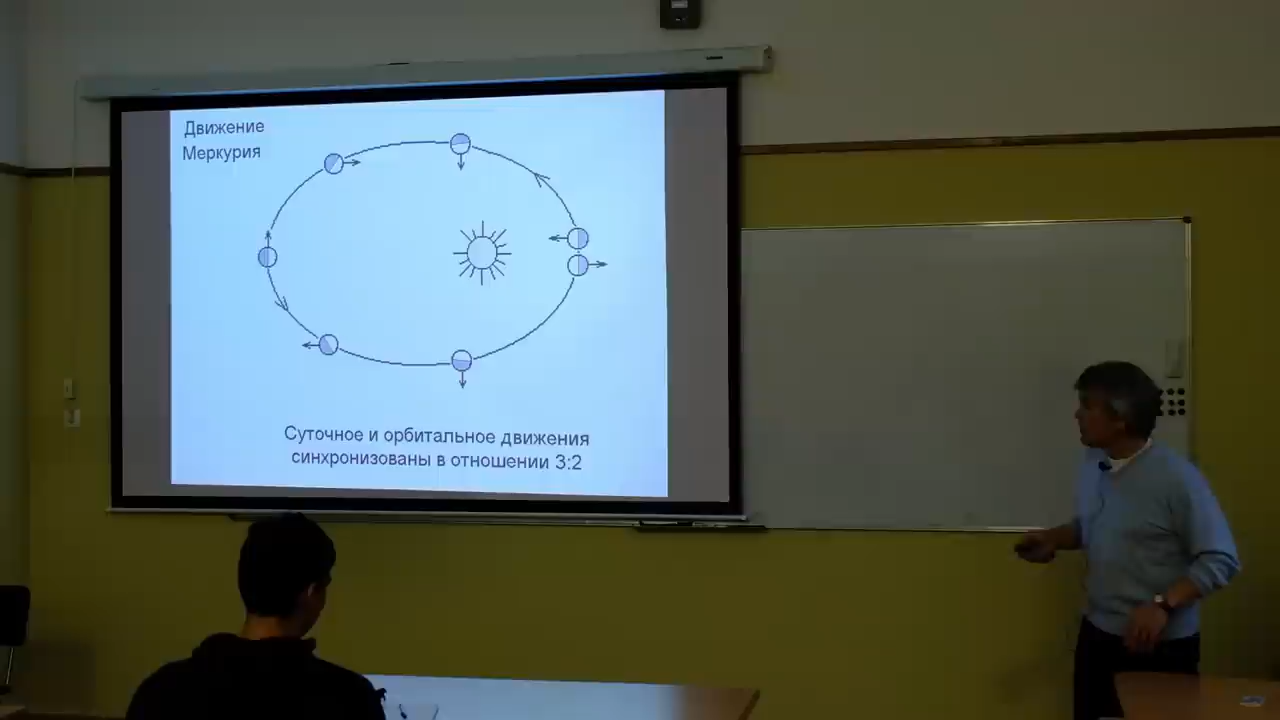 Движение
Меркурия
Суточное и орбитальное движения
синхронизованы в отношении 3:2